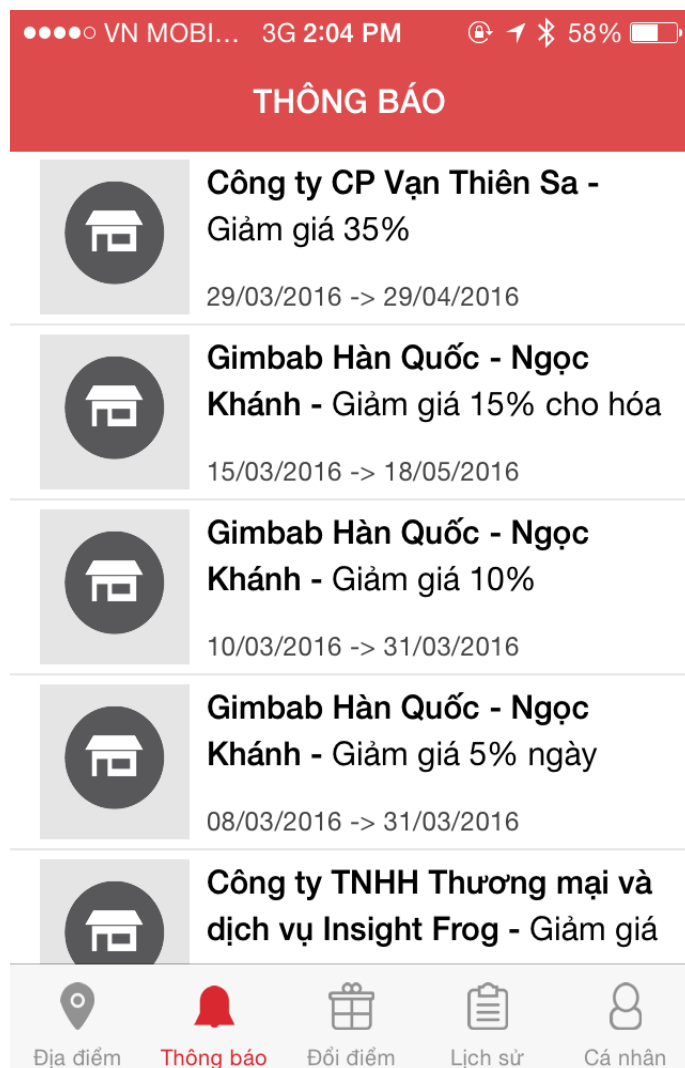 VN MOBI... 3G 2:04 PM 58%
THÔNG BÁO
Công ty CP Vạn Thiên Sa -
Giảm giá 35%
29/03/2016 -> 29/04/2016
Gimbab Hàn Quốc - Ngọc
Khánh - Giảm giá 15% cho hóa
15/03/2016 -> 18/05/2016
Gimbab Hàn Quốc - Ngọc
Khánh - Giảm giá 10%
10/03/2016 -> 31/03/2016
Gimbab Hàn Quốc - Ngọc
Khánh - Giảm giá 5% ngày
08/03/2016 -> 31/03/2016
Công ty TNHH Thương mại và
dịch vụ Insight Frog - Giảm giá
Địa điểm Thông báo Đổi điểm Lịch sử Cá nhân